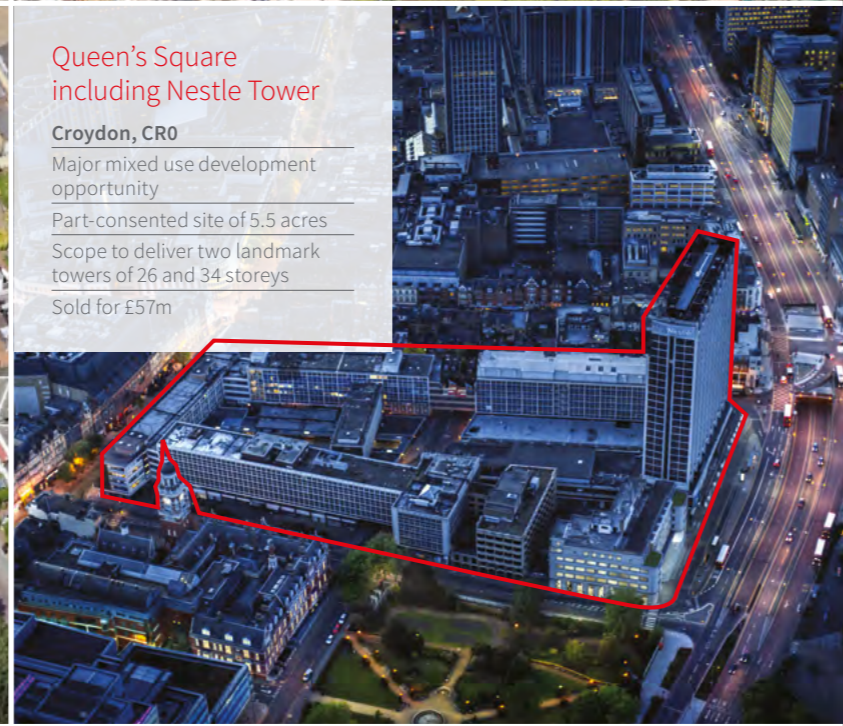 Queen's Square
including Nestle Tower
Croydon, CR0
Major mixed use development
opportunity
Part-consented site of 5.5 acres
Scope to deliver two landmark
towers of 26 and 34 storeys
Sold for £57m